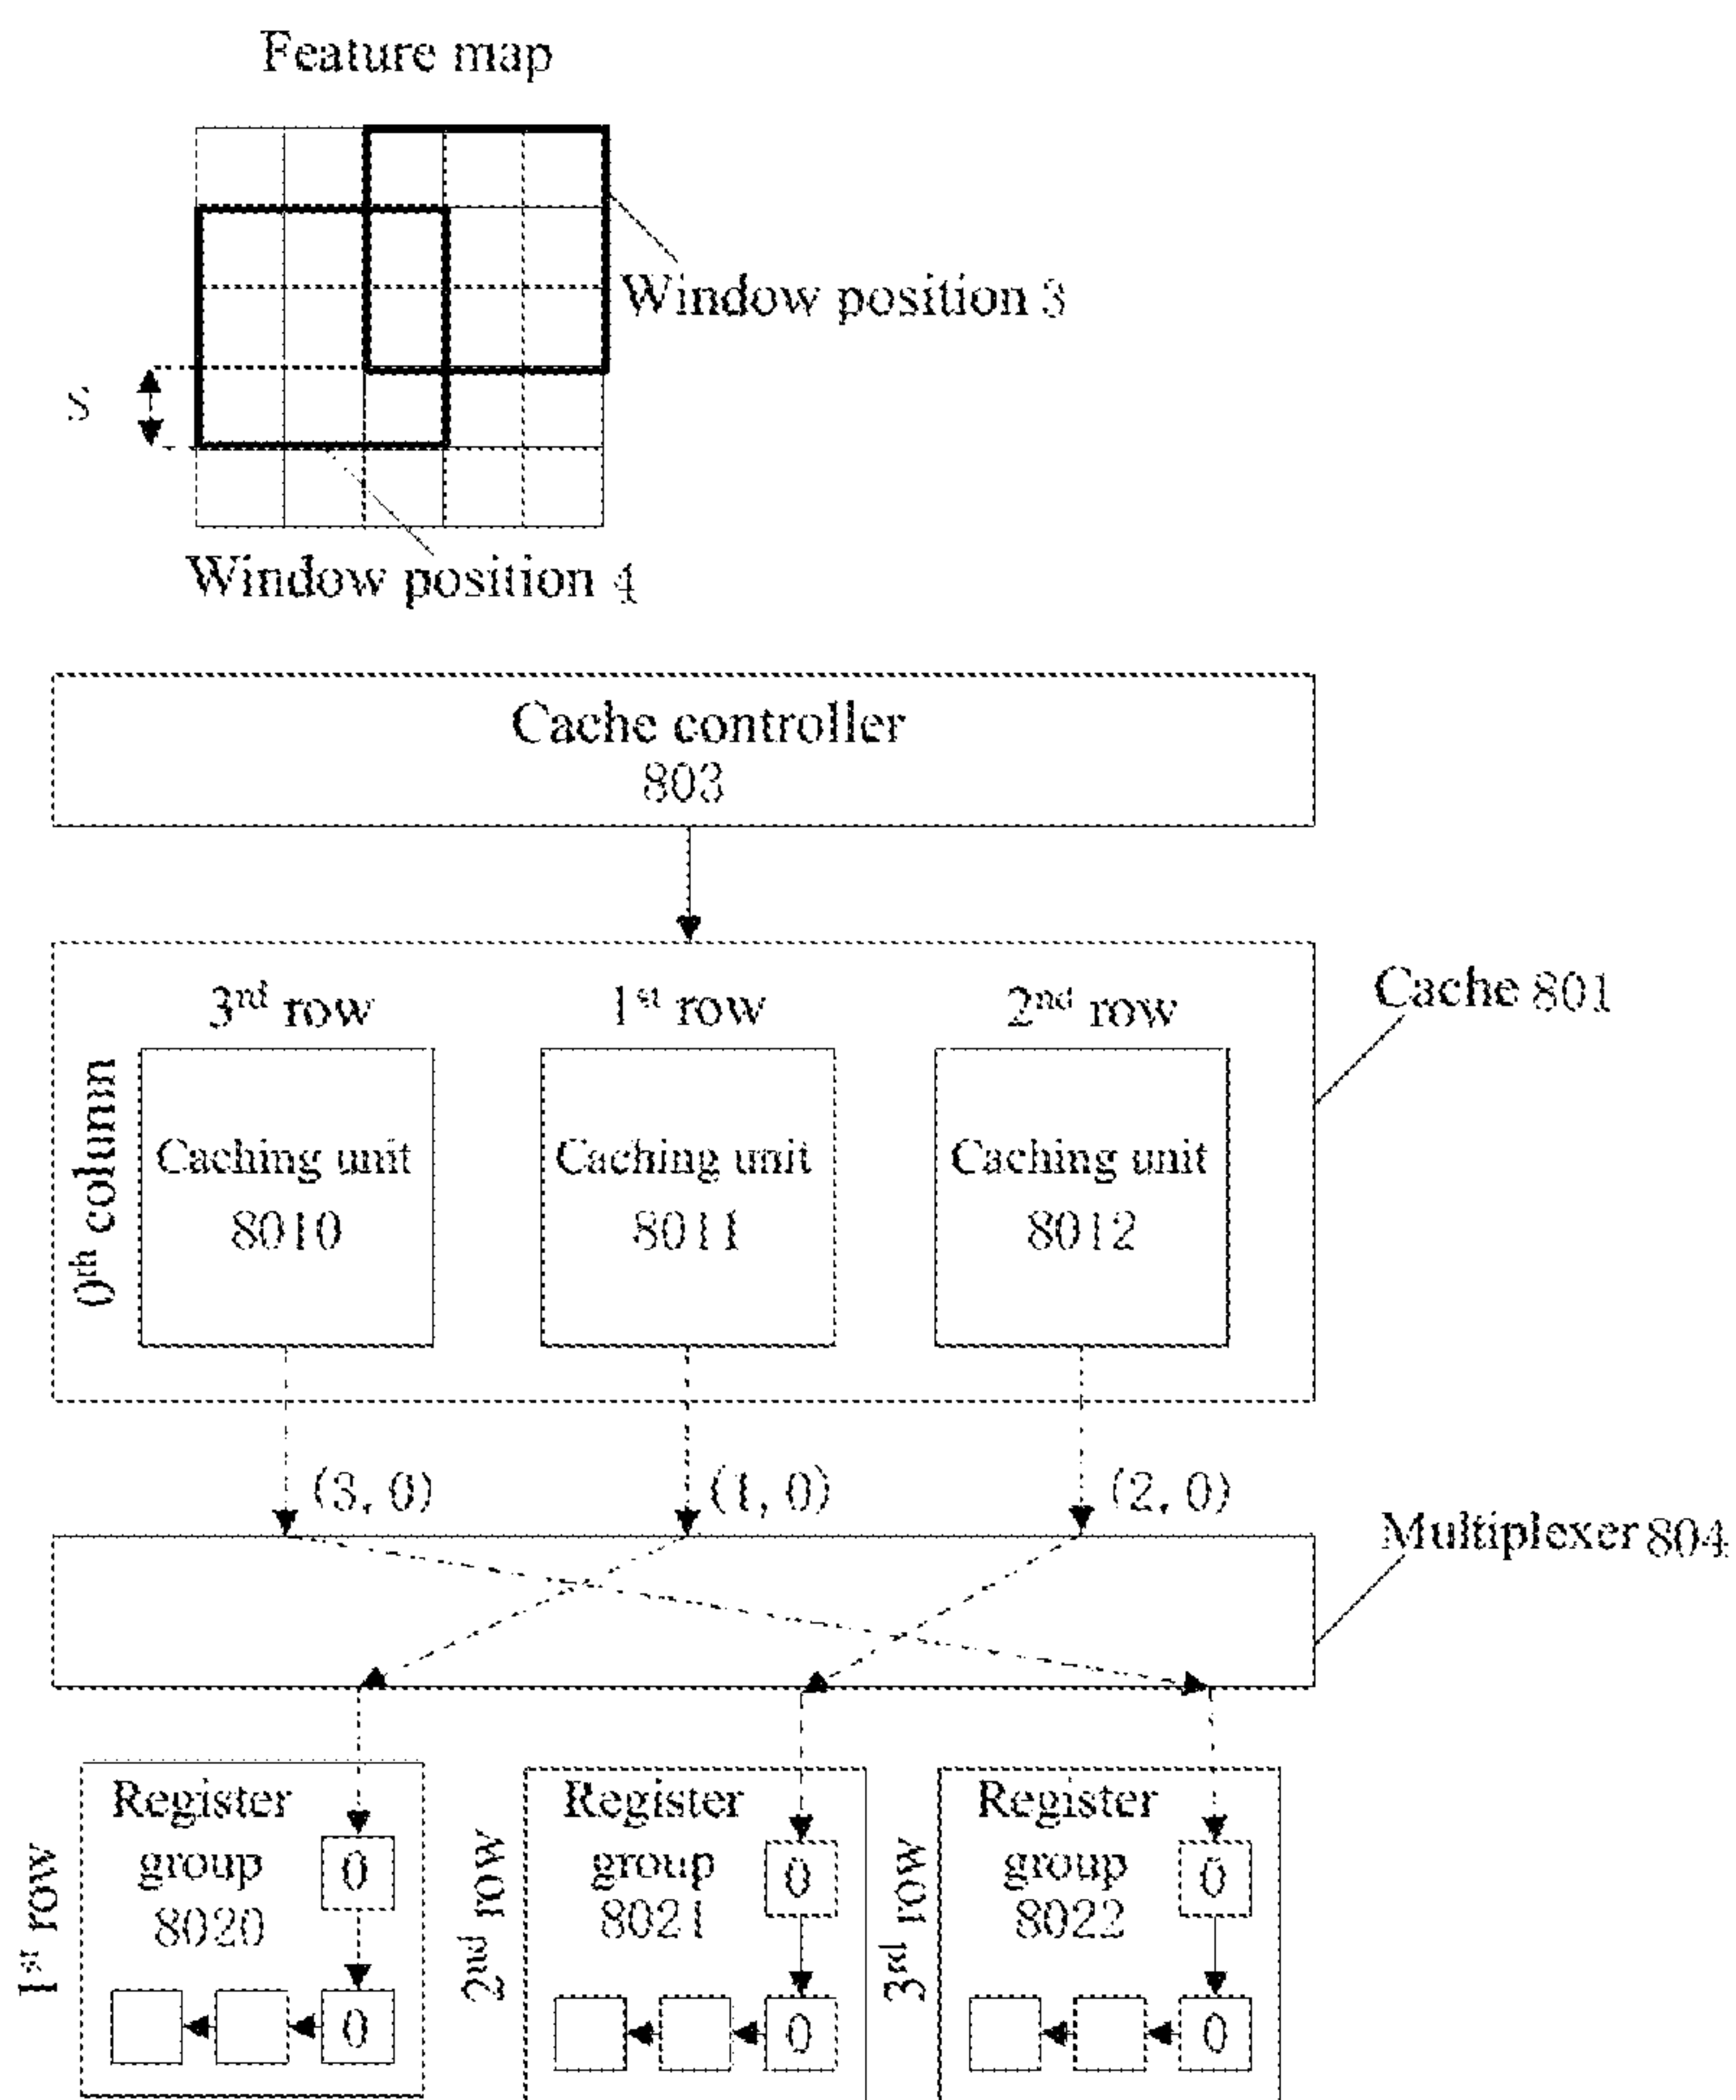 Feature map
Window position 3
S
Window position 4
Cache controller
803
Cache 801
3rd row
1st row
2nd row
0th column
Caching unit
8010
Caching unit
8011
Caching unit
8012
(3, 0)
(1, 0)
(2, 0)
Multiplexer 804
1st row
Register
group
8020
0
0
2nd row
Register
group
8021
0
0
3rd row
Register
group
8022
0
0